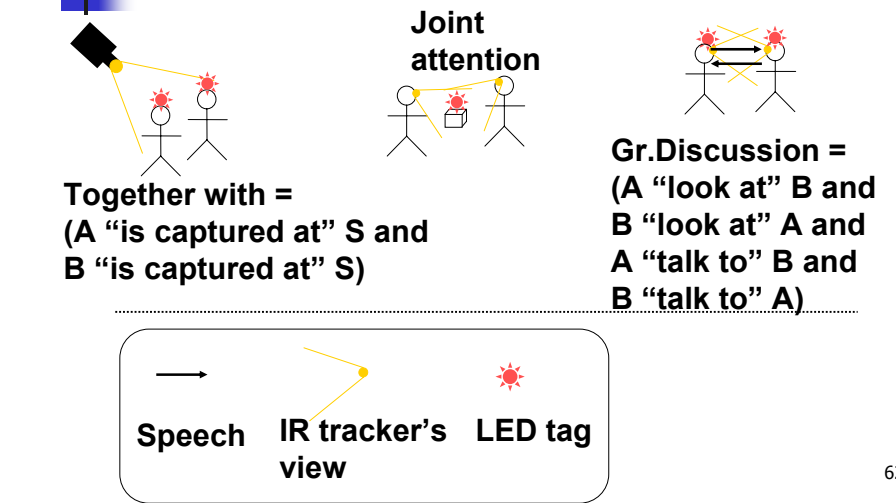 Together with =
(A “is captured at” S and
B “is captured at” S)
Joint
attention
Gr.Discussion =
(A “look at” B and
B “look at” A and
A “talk to” B and
B “talk to” A)
Speech
IR tracker’s
view
LED tag